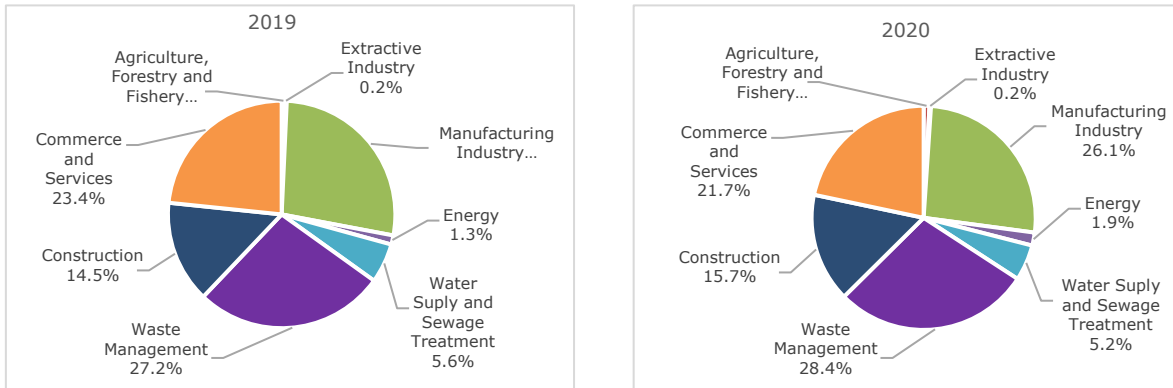 2019
Agriculture,
Forestry and
Fishery...
Extractive
Industry
0.2%
Manufacturing
Industry...
Energy
1.3%
Water
Suply and
Sewage
Treatment
5.6%
Waste
Management
27.2%
Construction
14.5%
Commerce
and
Services
23.4%
2020
Agriculture,
Forestry and
Fishery...
Extractive
Industry
0.2%
Manufacturing
Industry
26.1%
Energy
1.9%
Water Suply
and Sewage
Treatment
5.2%
Waste
Management
28.4%
Construction
15.7%
Commerce
and
Services
21.7%